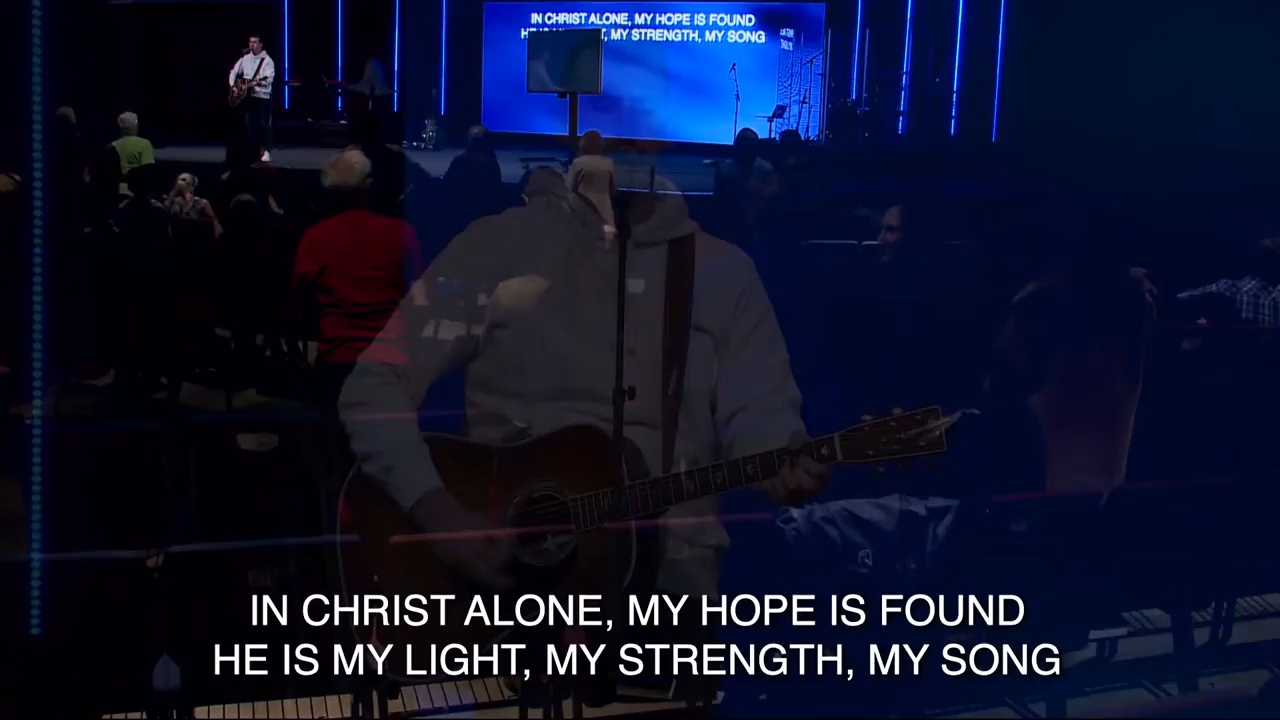 IN CHRIST ALONE, MY HOPE IS FOUND
MY STRENGTH, MY SONG
IN CHRIST ALONE, MY HOPE IS FOUND
HE IS MY LIGHT, MY STRENGTH, MY SONG